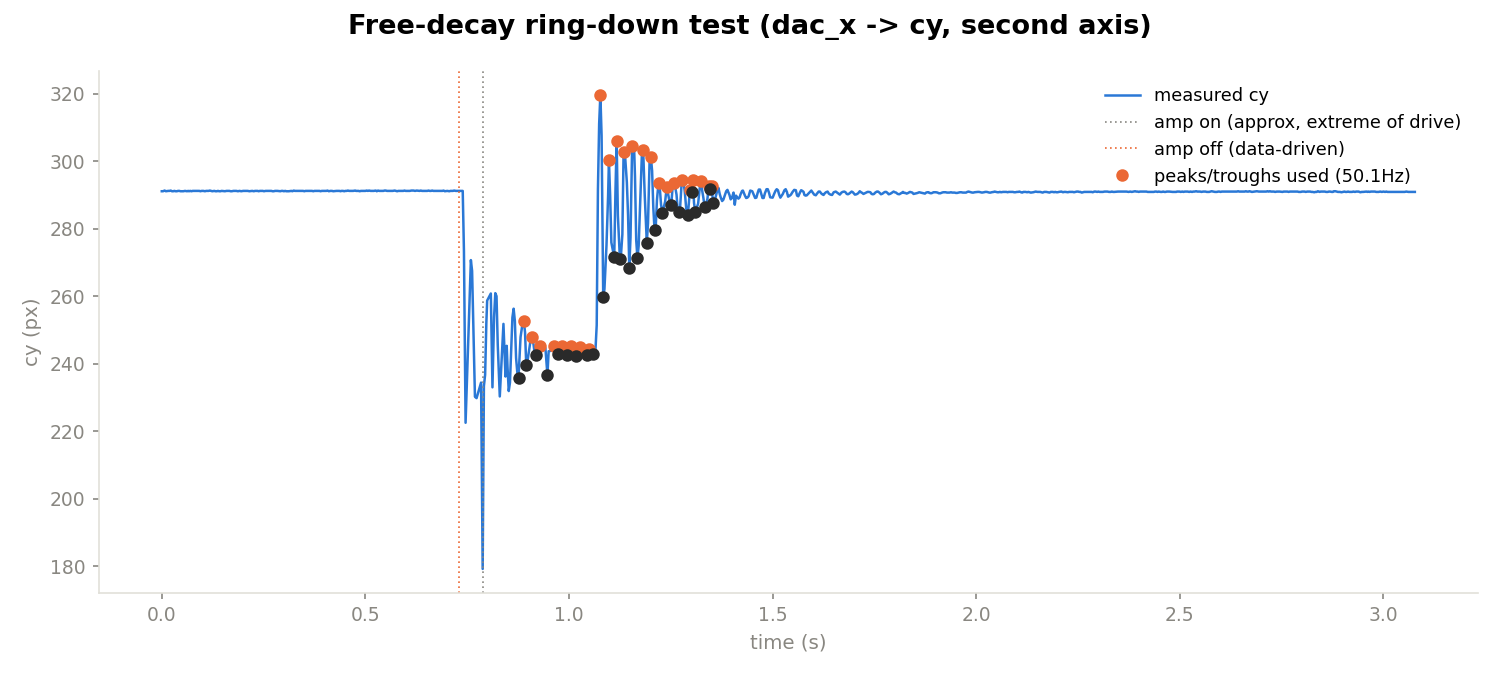 Free-decay ring-down test (dac_x -> cy, second axis)
measured cy
amp on (approx, extreme of drive)
amp off (data-driven)
peaks/troughs used (50.1Hz)
cy (px)
320
300
280
260
240
220
200
180
0.0 0.5 1.0 1.5 2.0 2.5 3.0
time (s)